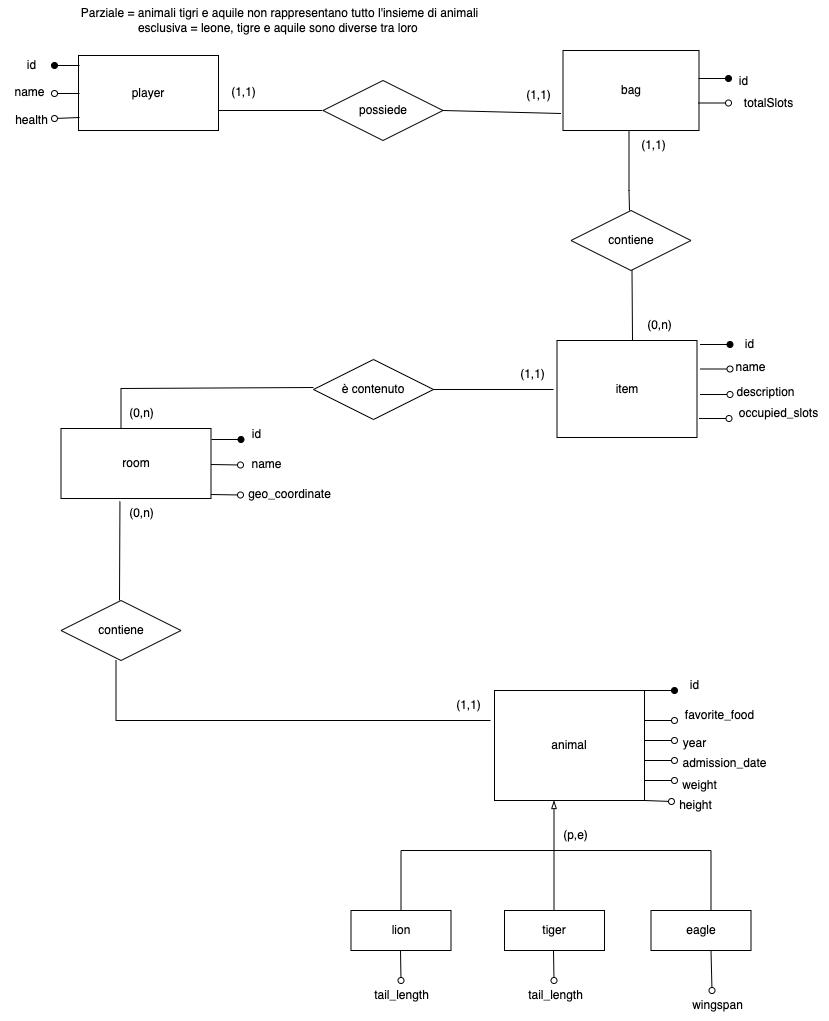 Parziale = animali tigri e aquile non rappresentano tutto l'insieme di animali
esclusiva = leone, tigre e aquile sono diverse tra loro
id
name
health
player
(1,1)
possiede
(1,1)
bag
id
totalSlots
(1,1)
contiene
(0,n)
item
id
name
description
occupied_slots
(1,1)
è contenuto
(0,n)
room
id
name
geo_coordinate
(0,n)
contiene
(1,1)
animal
id
favorite_food
year
admission_date
weight
height
(p,e)
lion
tiger
eagle
tail_length
tail_length
wingspan